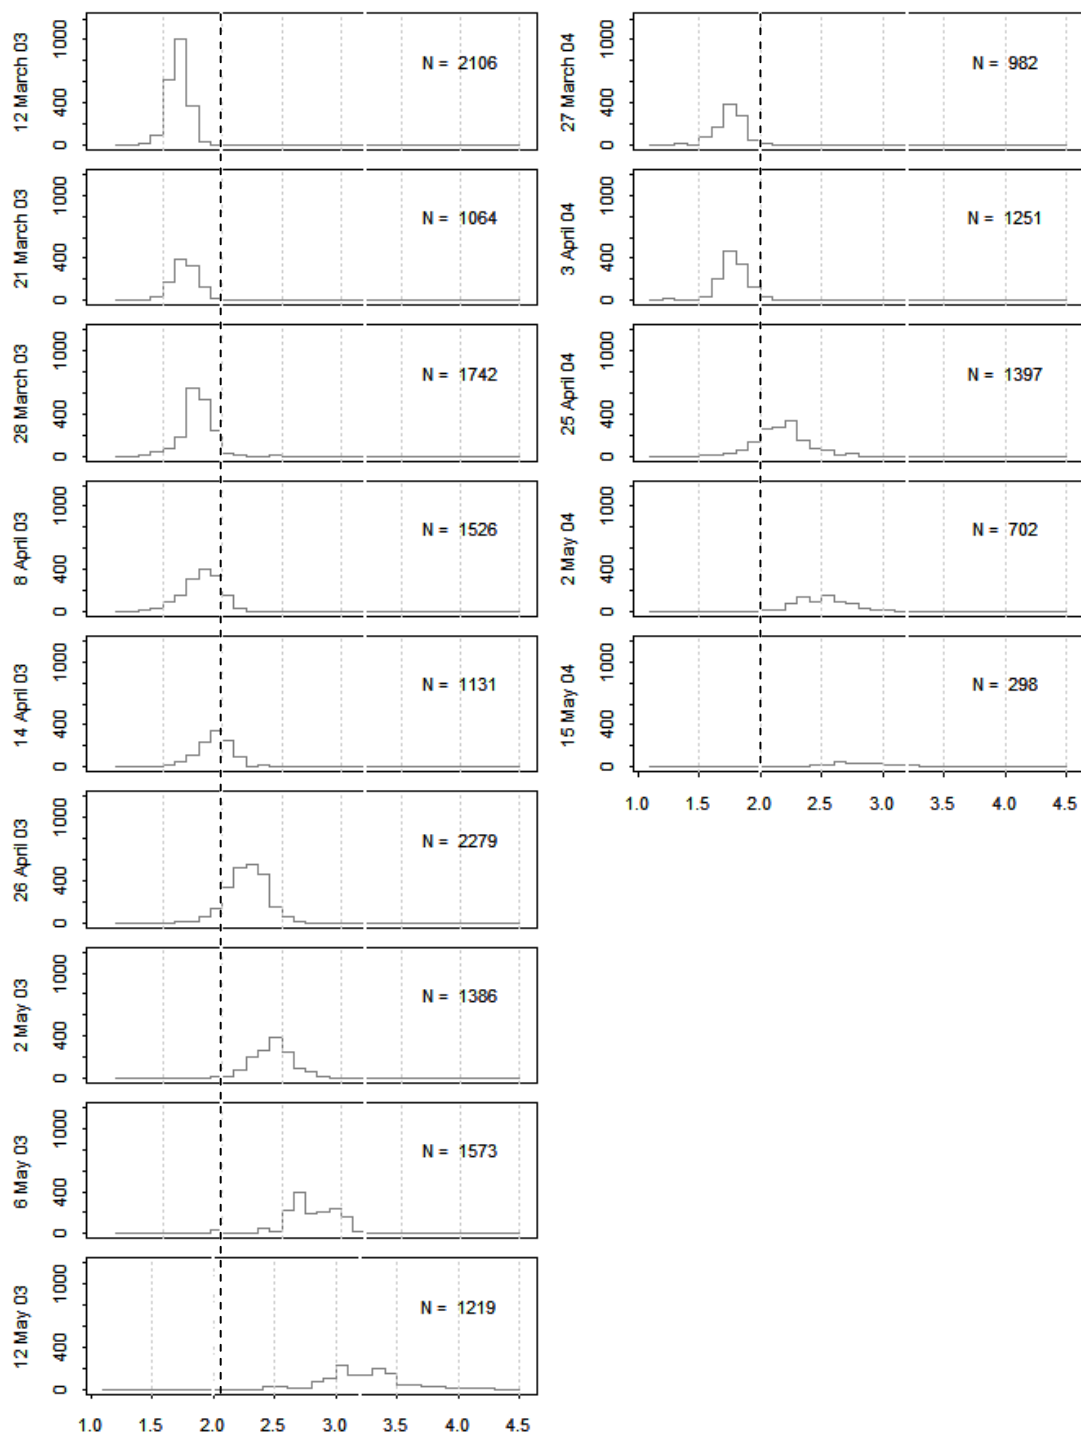 12 March 03
0 400 1000
N = 2106
21 March 03
0 400 1000
N = 1064
28 March 03
0 400 1000
N = 1742
8 April 03
0 400 1000
N = 1526
14 April 03
0 400 1000
N = 1131
26 April 03
0 400 1000
N = 2279
2 May 03
0 400 1000
N = 1386
6 May 03
0 400 1000
N = 1573
12 May 03
0 400 1000
N = 1219
1.0 1.5 2.0 2.5 3.0 3.5 4.0 4.5
27 March 04
0 400 1000
N = 982
3 April 04
0 400 1000
N = 1251
25 April 04
0 400 1000
N = 1397
2 May 04
0 400 1000
N = 702
15 May 04
0 400 1000
N = 298
1.0 1.5 2.0 2.5 3.0 3.5 4.0 4.5